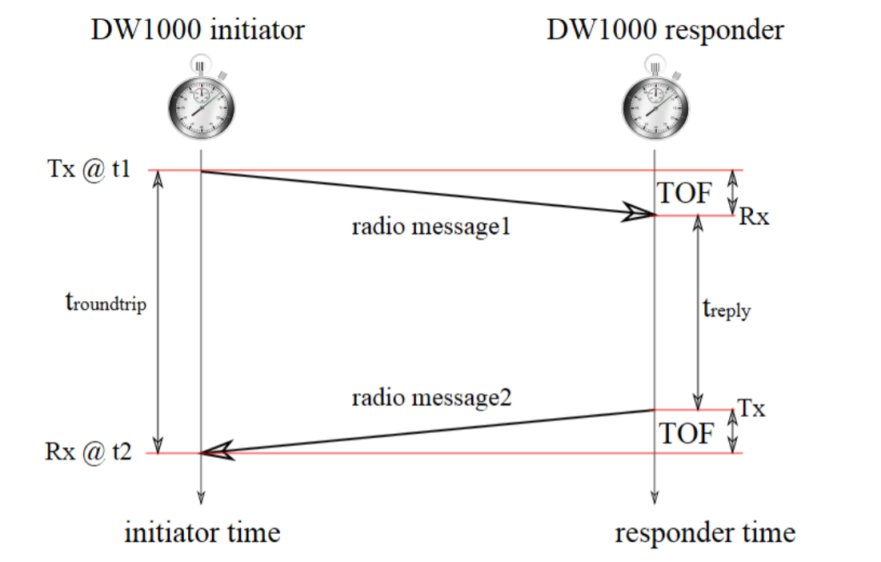 DW1000 initiator
DW1000 responder
Tx @ t1
TOF
Rx
radio message1
troundtrip
treply
radio message2
Tx
TOF
Rx @ t2
initiator time
responder time